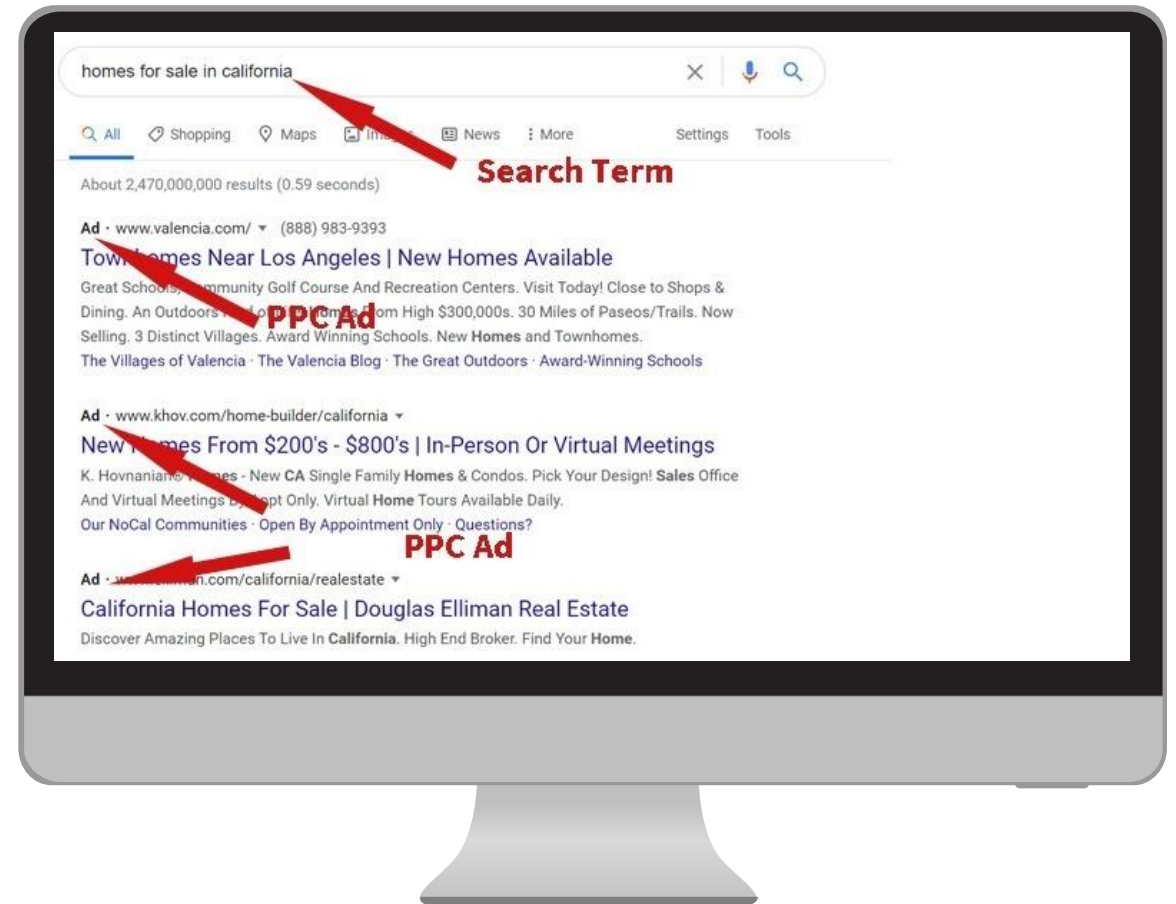 homes for sale in california
All Shopping Maps Images News More Settings Tools
Search Term
About 2,470,000,000 results (0.59 seconds)
Ad · www.valencia.com/ (888) 983-9393
Townhomes Near Los Angeles | New Homes Available
Great Schools, Community Golf Course And Recreation Centers. Visit Today! Close to Shops &
Dining. An Outdoors Homes From High $300,000s. 30 Miles of Paseos/Trails. Now
PPC Ad
Selling. 3 Distinct Villages. Award Winning Schools. New Homes and Townhomes.
The Villages of Valencia · The Valencia Blog · The Great Outdoors · Award-Winning Schools
Ad · www.khov.com/home-builder/california
New Homes From $200's - $800's | In-Person Or Virtual Meetings
K. Hovnanian® Homes - New CA Single Family Homes & Condos. Pick Your Design! Sales Office
And Virtual Meetings By Appt Only. Virtual Home Tours Available Daily.
Our NoCal Communities · Open By Appointment Only · Questions?
PPC Ad
Ad · .com/california/realestate
California Homes For Sale | Douglas Elliman Real Estate
Discover Amazing Places To Live In California. High End Broker. Find Your Home.